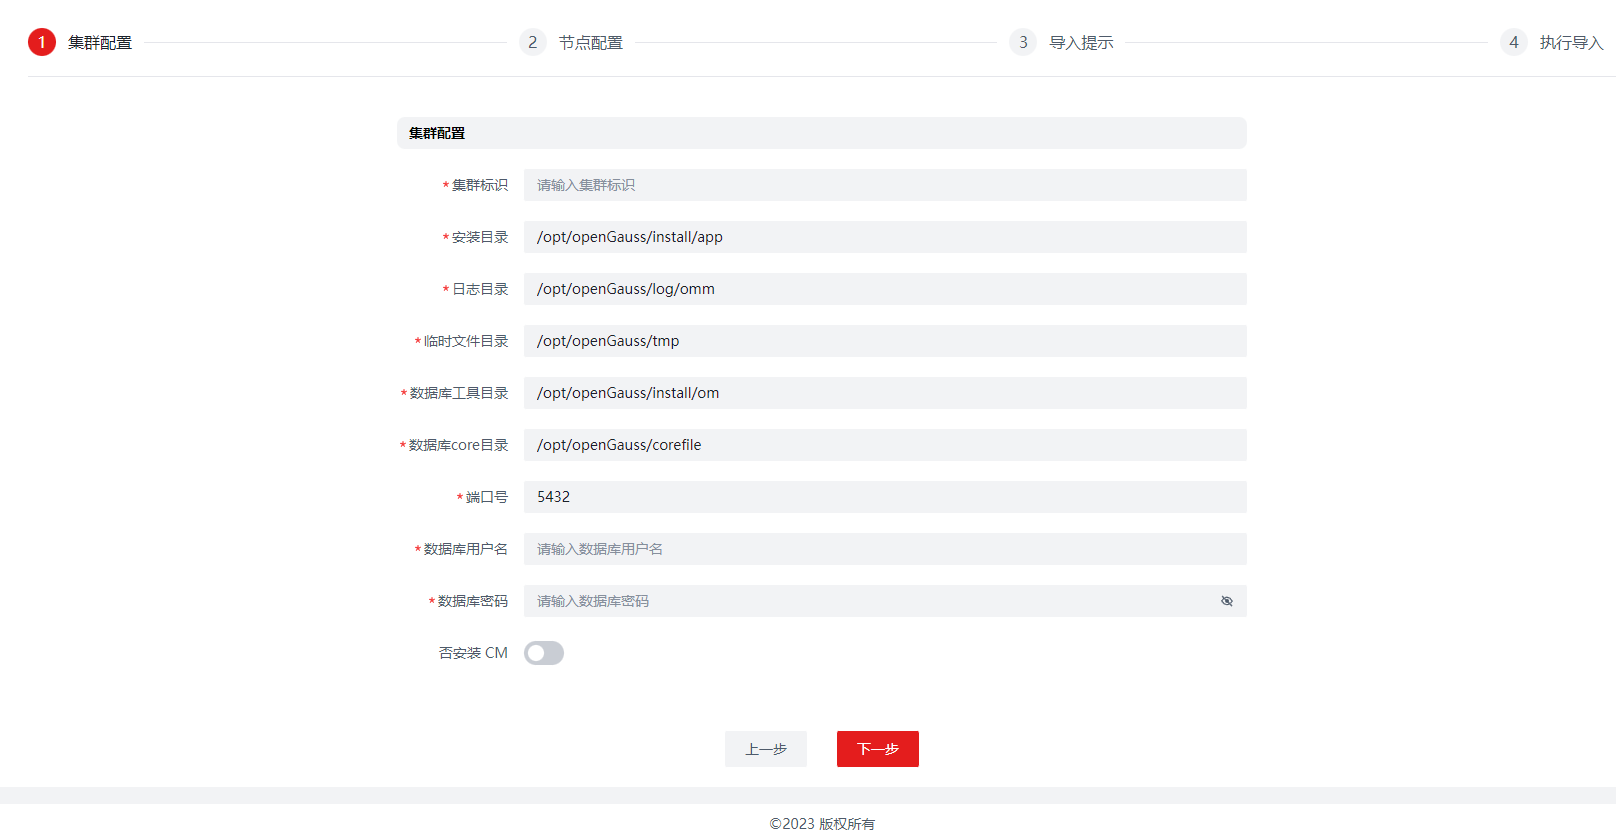 1 集群配置 2 节点配置 3 导入提示 4 执行导入
集群配置
*集群标识 请输入集群标识
*安装目录 /opt/openGauss/install/app
*日志目录 /opt/openGauss/log/omm
*临时文件目录 /opt/openGauss/tmp
*数据库工具目录 /opt/openGauss/install/om
*数据库core目录 /opt/openGauss/corefile
*端口号 5432
*数据库用户名 请输入数据库用户名
*数据库密码 请输入数据库密码
否安装 CM
上一步 下一步
©2023 版权所有